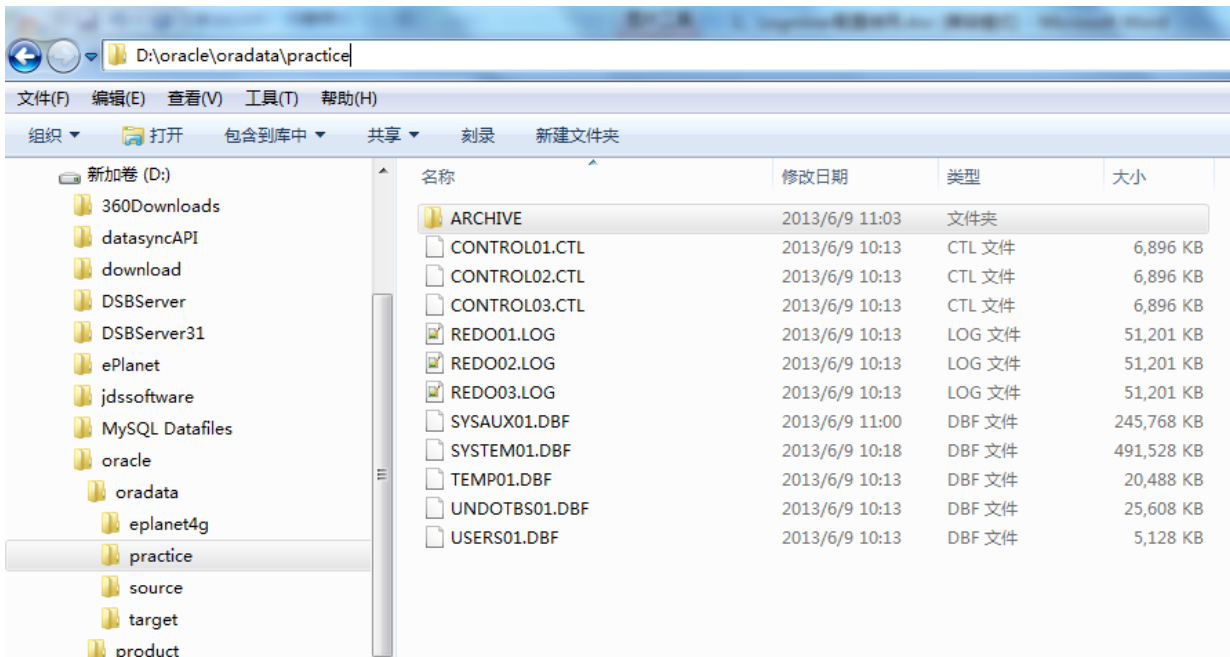 D:\oracle\oradata\practice
文件(F) 编辑(E) 查看(V) 工具(T) 帮助(H)
组织 打开 包含到库中 共享 刻录 新建文件夹
新加卷 (D:)
360Downloads
datasyncAPI
download
DSBServer
DSBServer31
ePlanet
jdssoftware
MySQL Datafiles
oracle
oradata
eplanet4g
practice
source
target
product
名称 修改日期 类型 大小
ARCHIVE 2013/6/9 11:03 文件夹
CONTROL01.CTL 2013/6/9 10:13 CTL 文件 6,896 KB
CONTROL02.CTL 2013/6/9 10:13 CTL 文件 6,896 KB
CONTROL03.CTL 2013/6/9 10:13 CTL 文件 6,896 KB
REDO01.LOG 2013/6/9 10:13 LOG 文件 51,201 KB
REDO02.LOG 2013/6/9 10:13 LOG 文件 51,201 KB
REDO03.LOG 2013/6/9 10:13 LOG 文件 51,201 KB
SYSAUX01.DBF 2013/6/9 11:00 DBF 文件 245,768 KB
SYSTEM01.DBF 2013/6/9 10:18 DBF 文件 491,528 KB
TEMP01.DBF 2013/6/9 10:13 DBF 文件 20,488 KB
UNDOTBS01.DBF 2013/6/9 10:13 DBF 文件 25,608 KB
USERS01.DBF 2013/6/9 10:13 DBF 文件 5,128 KB